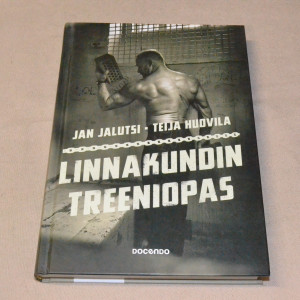 JAN JALUTSI • TEIJA HUOVILA
LINNAKUNDIN
TREENIOPAS
DOCENDO